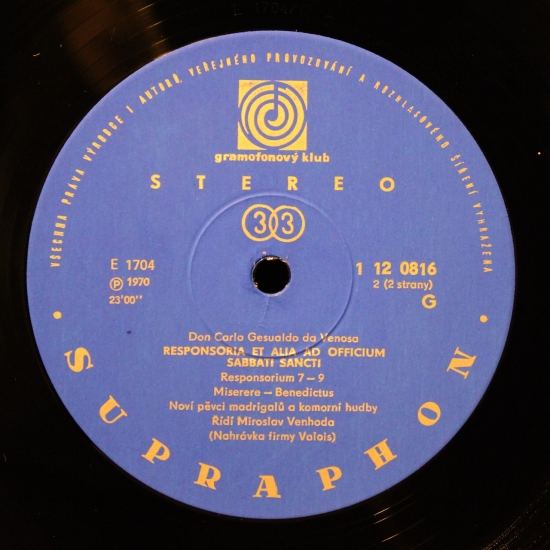 VŠECHNA PRÁVA VÝROBCE I AUTORŮ, VEŘEJNÉHO PROVOZOVÁNÍ A ROZHLASOVÉHO ŠÍŘENÍ VYHRAŽENA
gramofonový klub
STEREO
33
E 1704
Ⓟ 1970
23'00''
1 12 0816
2 (2 strany)
G
Don Carlo Gesualdo da Venosa
RESPONSORIA ET ALIA AD OFFICIUM
SABBATI SANCTI
Responsorium 7 – 9
Miserere – Benedictus
Noví pěvci madrigalů a komorní hudby
Řídí Miroslav Venhoda
(Nahrávka firmy Valois)
• SUPRAPHON •